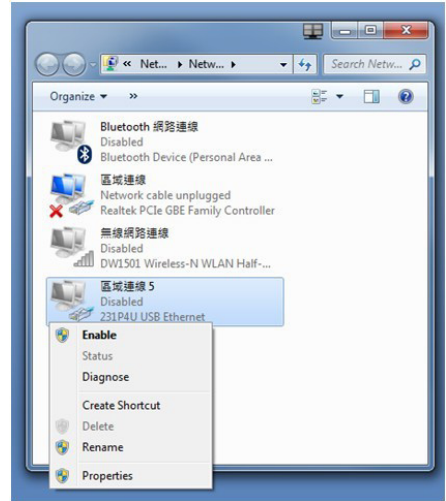 « Net... ▸ Netw... ▸
Search Netw...
Organize ▾ »
Bluetooth 網路連線
Disabled
Bluetooth Device (Personal Area ...
區域連線
Network cable unplugged
Realtek PCIe GBE Family Controller
無線網路連線
Disabled
DW1501 Wireless-N WLAN Half-...
區域連線 5
Disabled
231P4U USB Ethernet
Enable
Status
Diagnose
Create Shortcut
Delete
Rename
Properties